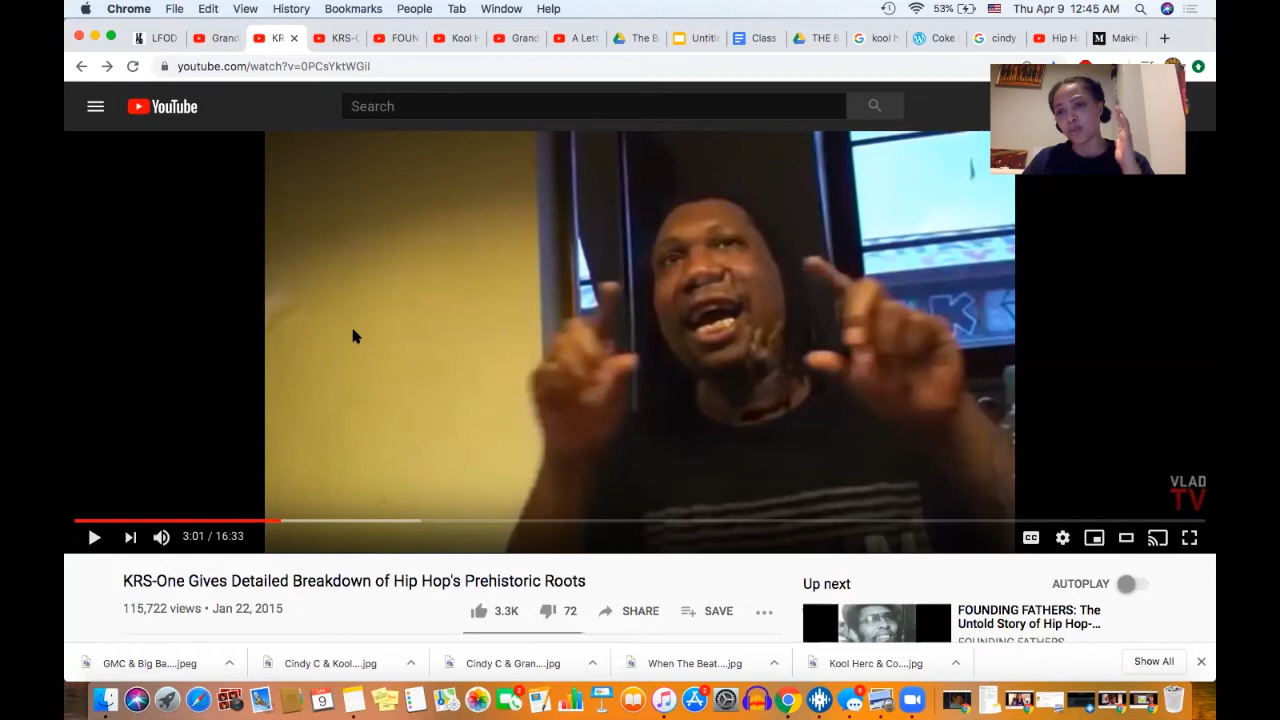 Chrome File Edit View History Bookmarks People Tab Window Help 53% Thu Apr 9 12:45 AM
LFOD Grand KR KRS-O FOUN Kool H Grand A Lett The B Untitle Class THE B kool h Coke cindy Hip H Makin
youtube.com/watch?v=0PCsYktWGiI
YouTube Search
VLAD
TV
3:01 / 16:33 CC
KRS-One Gives Detailed Breakdown of Hip Hop's Prehistoric Roots
115,722 views • Jan 22, 2015 3.3K 72 SHARE SAVE
Up next AUTOPLAY
FOUNDING FATHERS: The
Untold Story of Hip Hop-...
FOUNDING FATHERS
GMC & Big Ba....jpeg Cindy C & Kool....jpg Cindy C & Gran....jpg When The Beat....jpg Kool Herc & Co....jpg Show All